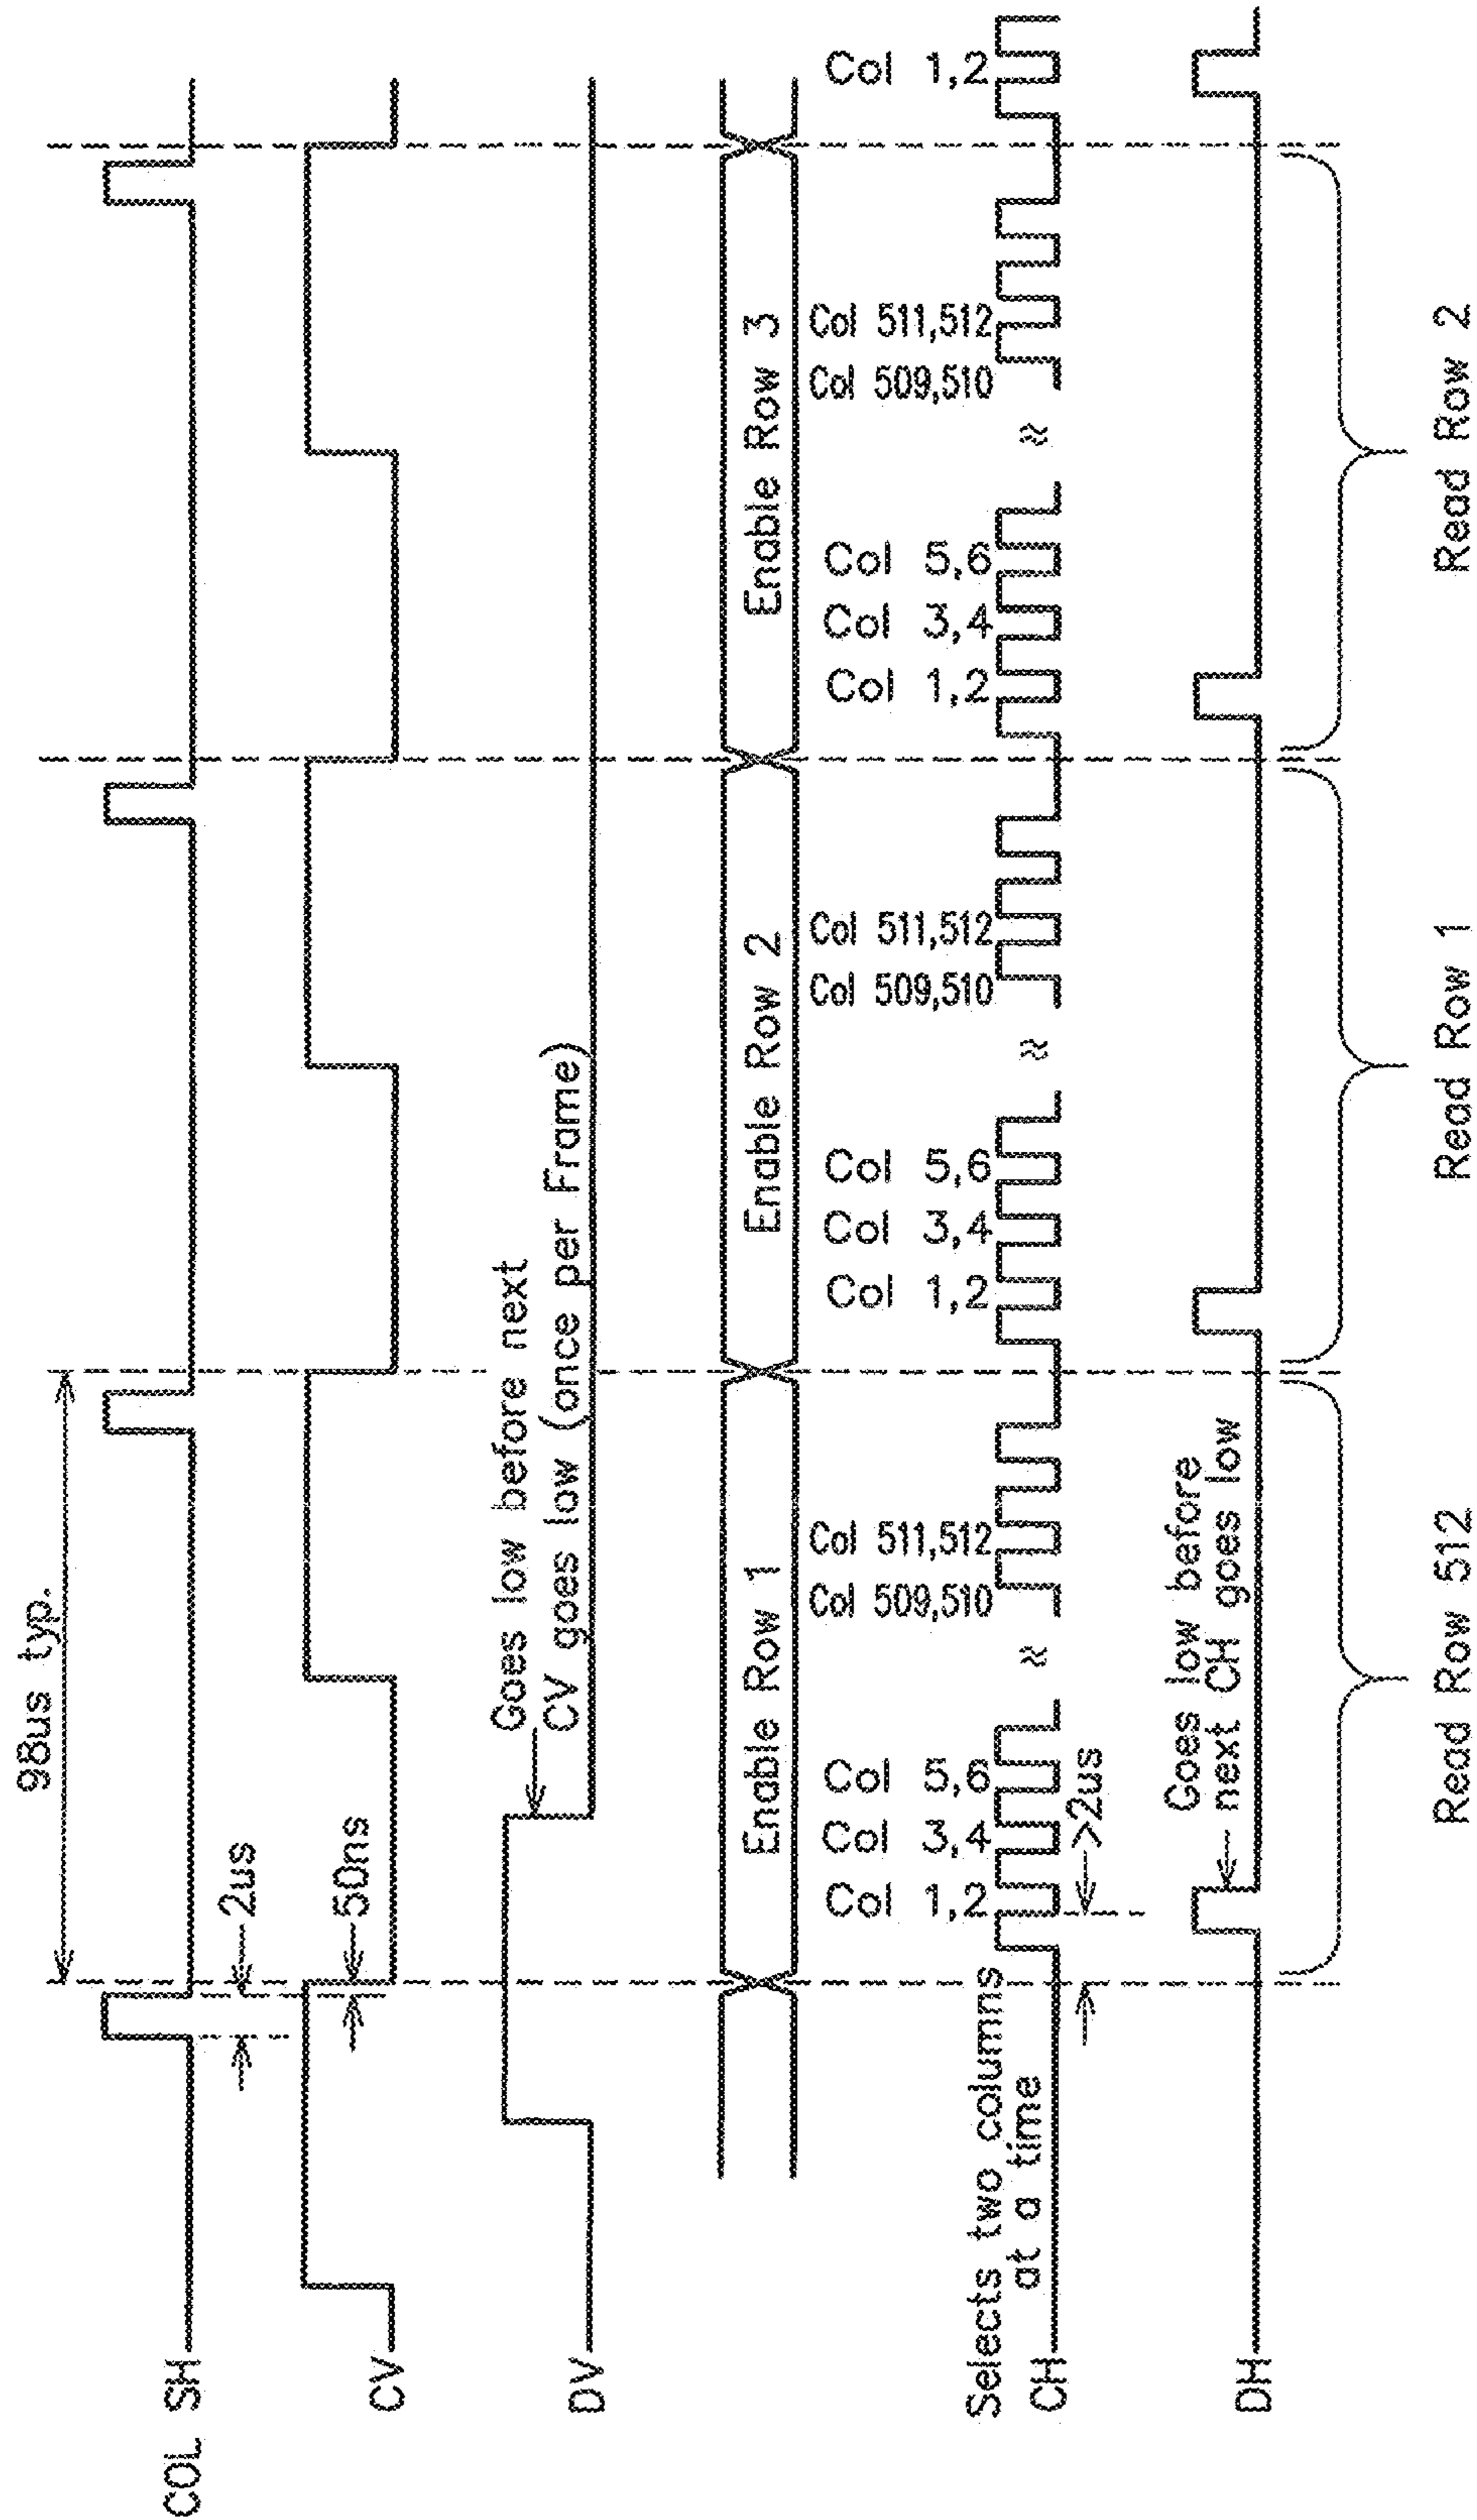 98us typ.
COL SH
2us
CV
50ns
DV
Goes low before next
CV goes low (once per Frame)
Enable Row 1
Enable Row 2
Enable Row 3
Selects two columns
at a time
CH
Col 1,2
Col 3,4
Col 5,6
≈
Col 509,510
Col 511,512
Col 1,2
Col 3,4
Col 5,6
≈
Col 509,510
Col 511,512
Col 1,2
Col 3,4
Col 5,6
≈
Col 509,510
Col 511,512
Col 1,2
>2us
DH
Goes low before
next CH goes low
Read Row 512
Read Row 1
Read Row 2